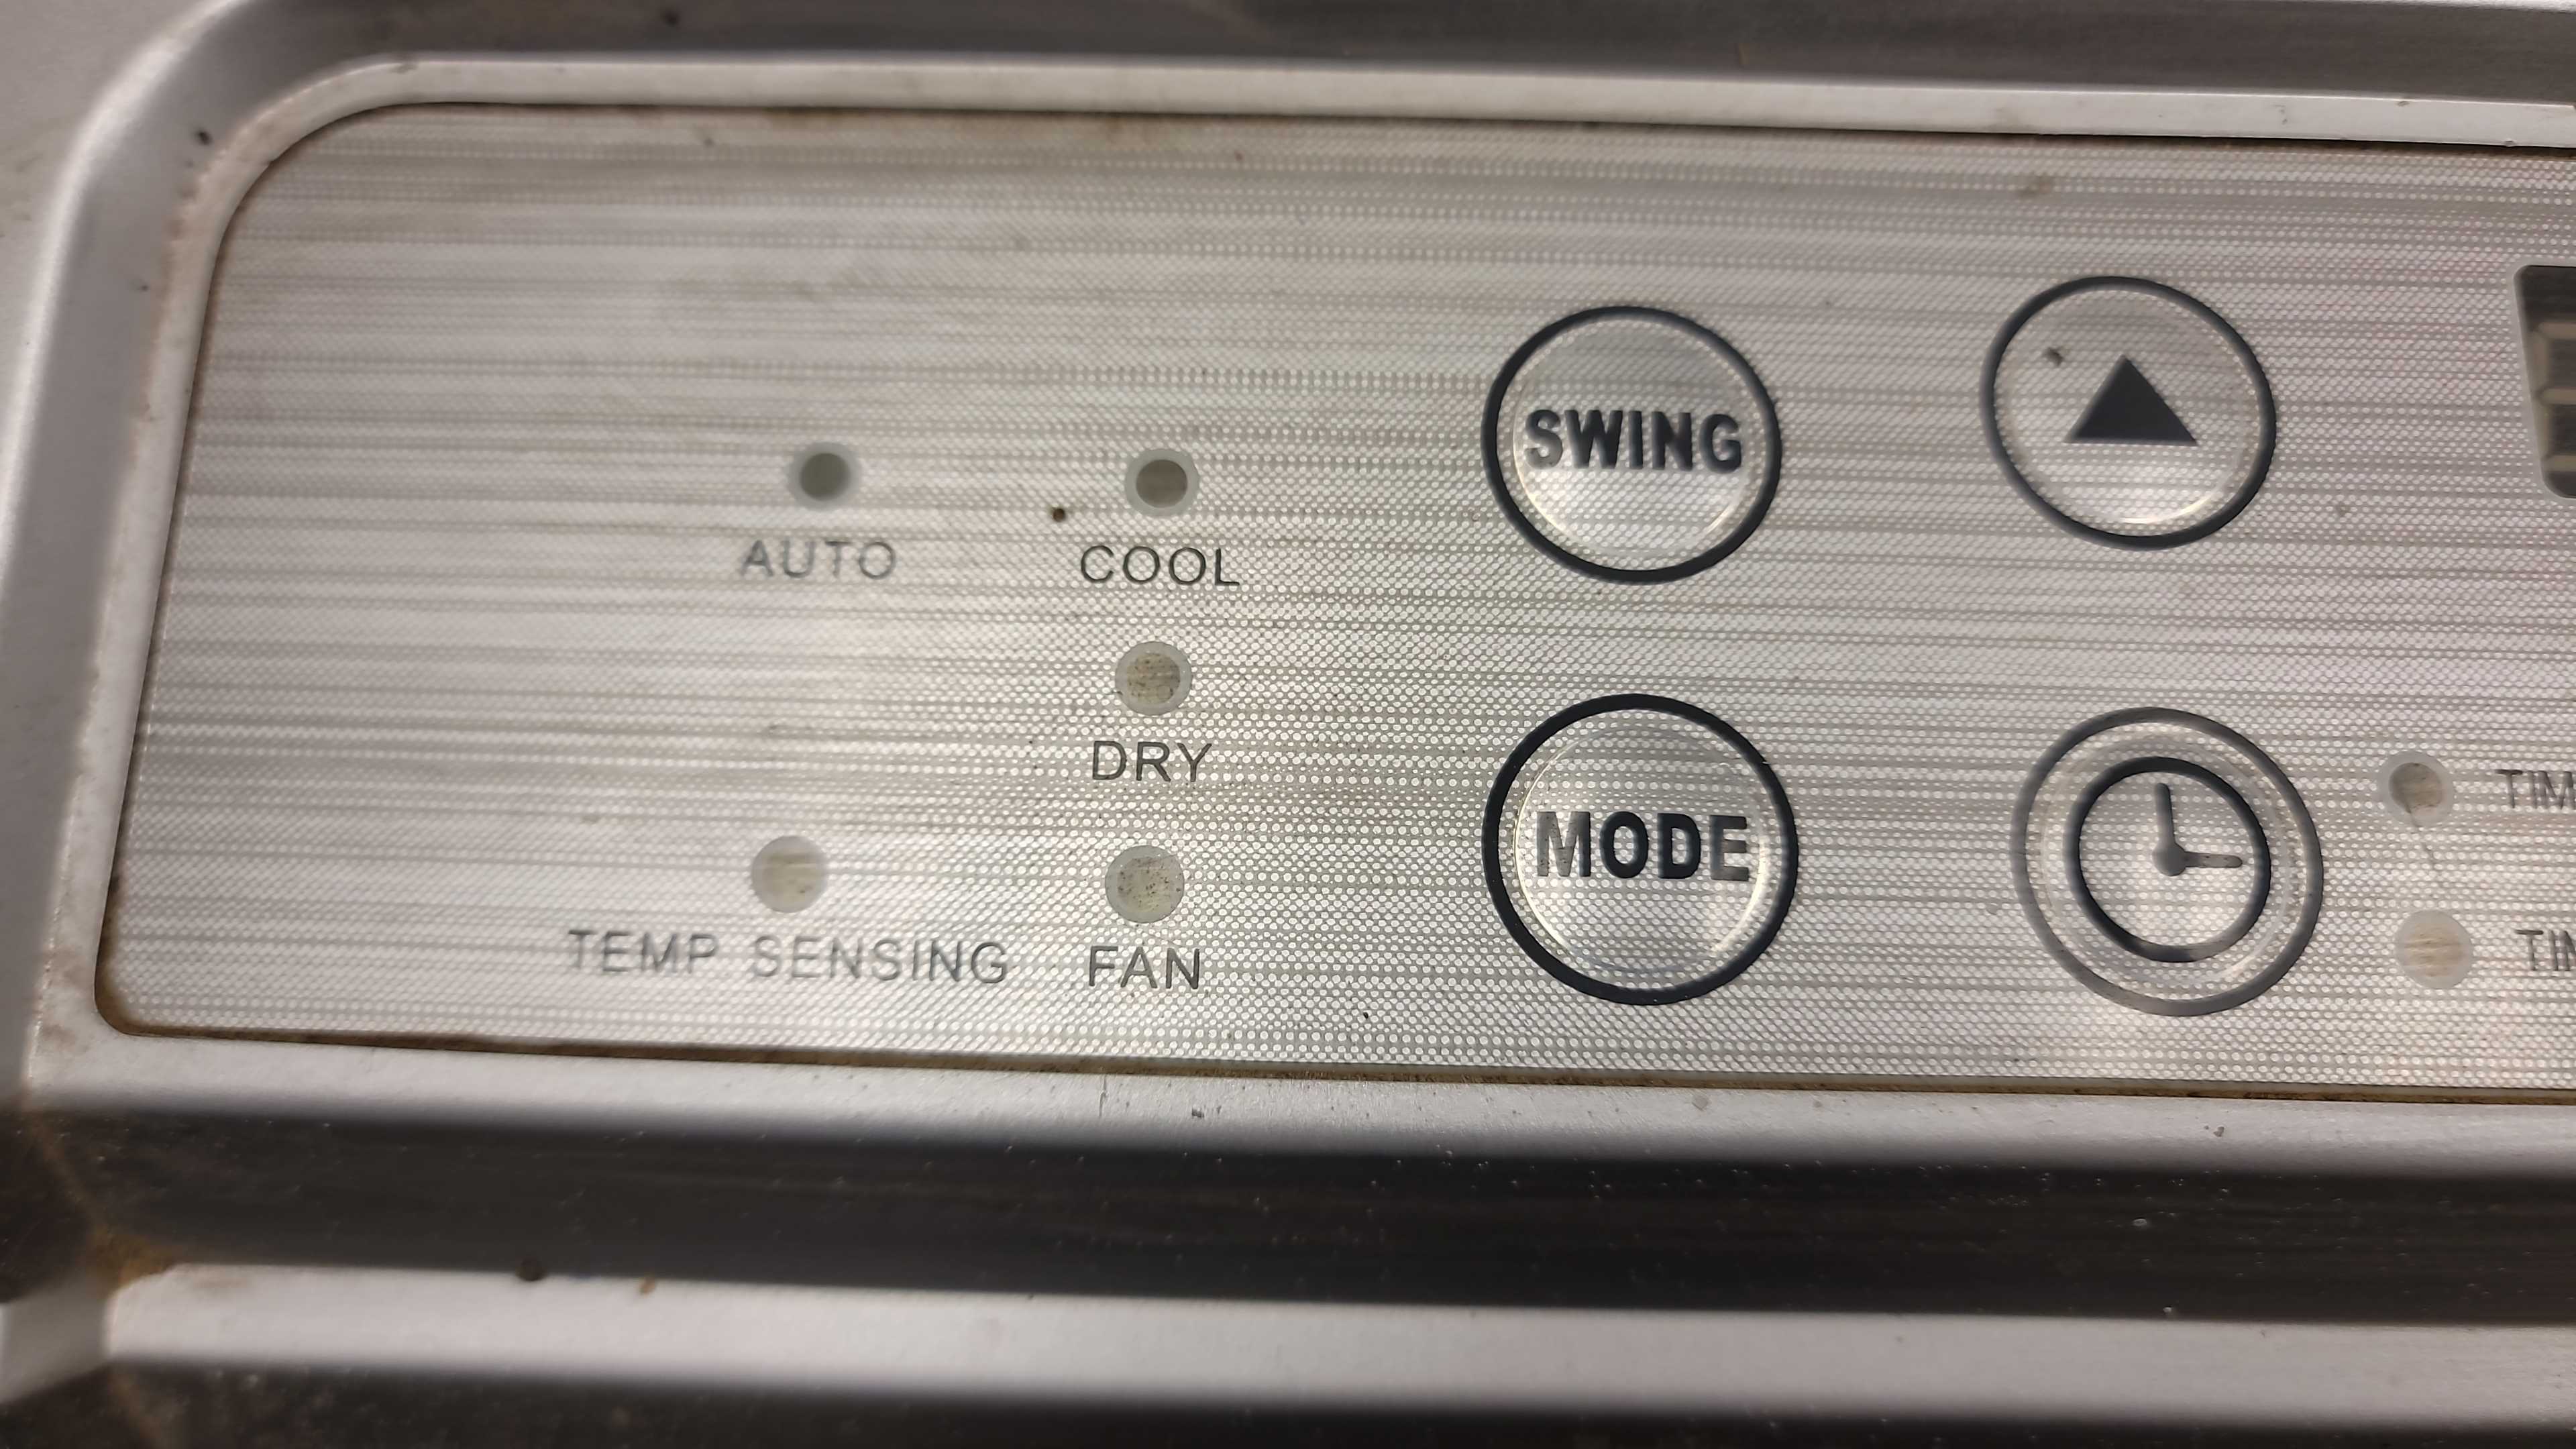 SWING
AUTO
COOL
DRY
MODE
TEMP SENSING
FAN